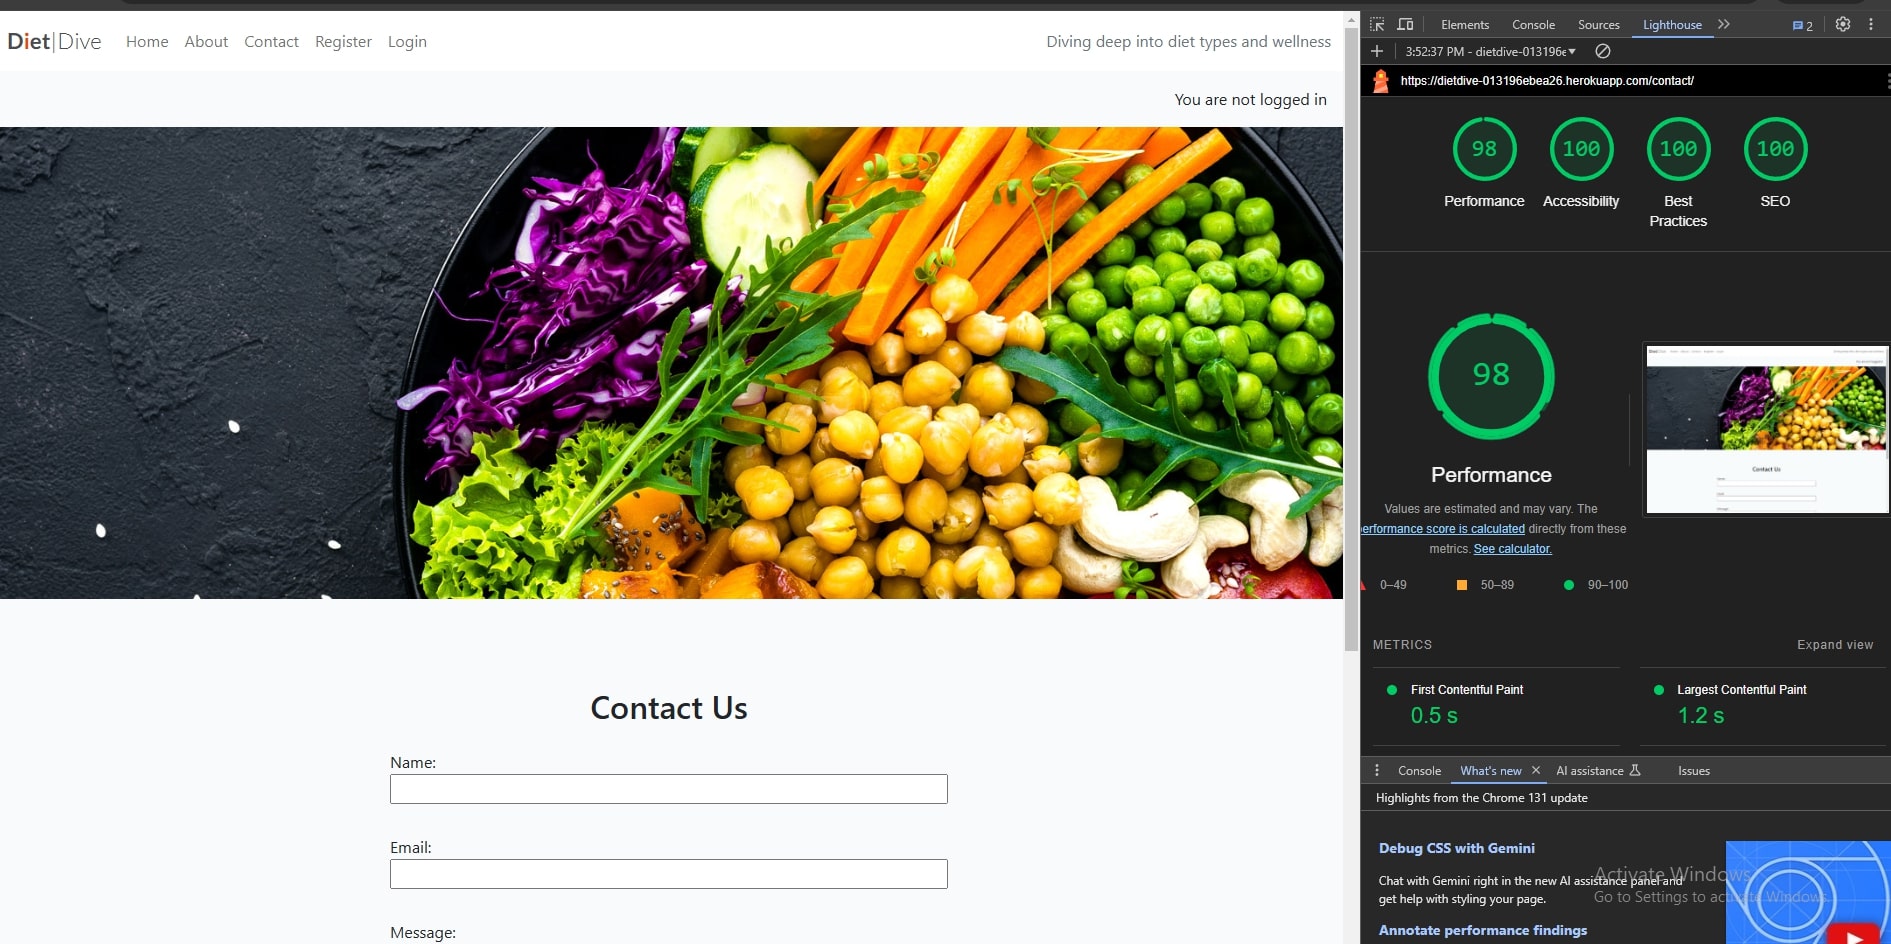 Diet|Dive Home About Contact Register Login Diving deep into diet types and wellness
You are not logged in
Contact Us
Name:
Email:
Message:
Elements Console Sources Lighthouse 2
3:52:37 PM - dietdive-013196e
https://dietdive-013196ebea26.herokuapp.com/contact/
98 100 100 100
Performance Accessibility Best Practices SEO
98
Performance
Values are estimated and may vary. The
erformance score is calculated directly from these
metrics. See calculator.
0–49 50–89 90–100
Contact Us
METRICS Expand view
First Contentful Paint
0.5 s
Largest Contentful Paint
1.2 s
Console What's new AI assistance Issues
Highlights from the Chrome 131 update
Debug CSS with Gemini
Chat with Gemini right in the new AI assistance panel and
get help with styling your page.
Annotate performance findings
Activate Windows
Go to Settings to activate Windows.